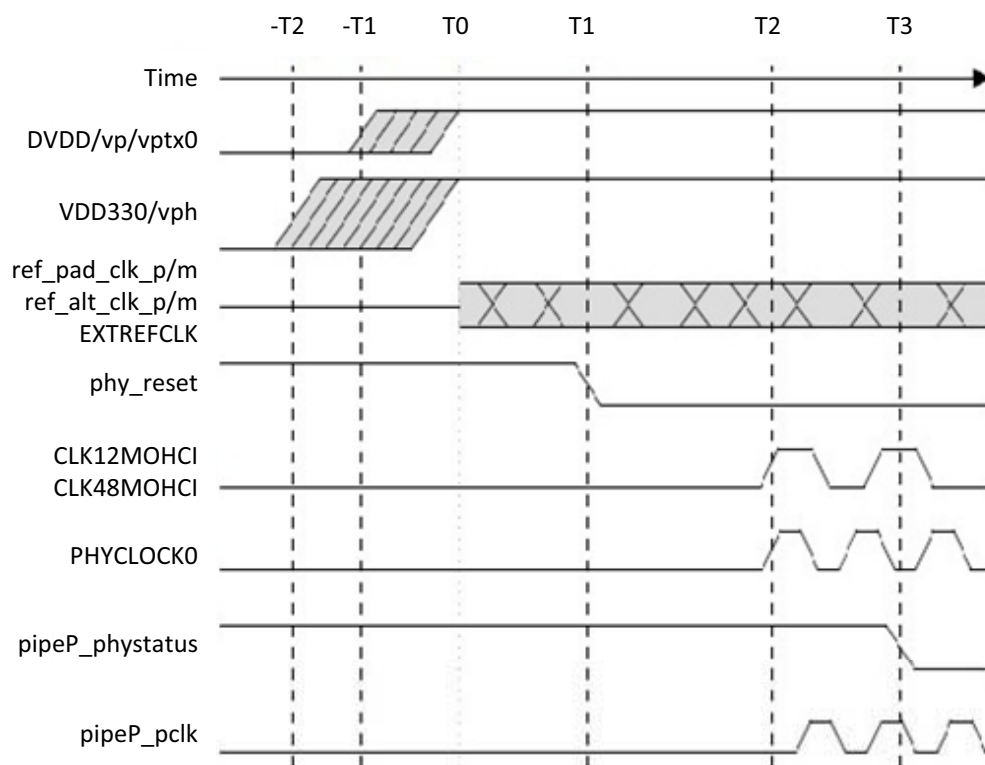 -T2 -T1 T0 T1 T2 T3
Time
DVDD/vp/vptx0
VDD330/vph
ref_pad_clk_p/m
ref_alt_clk_p/m
EXTREFCLK
phy_reset
CLK12MOHCI
CLK48MOHCI
PHYCLOCK0
pipeP_phystatus
pipeP_pclk